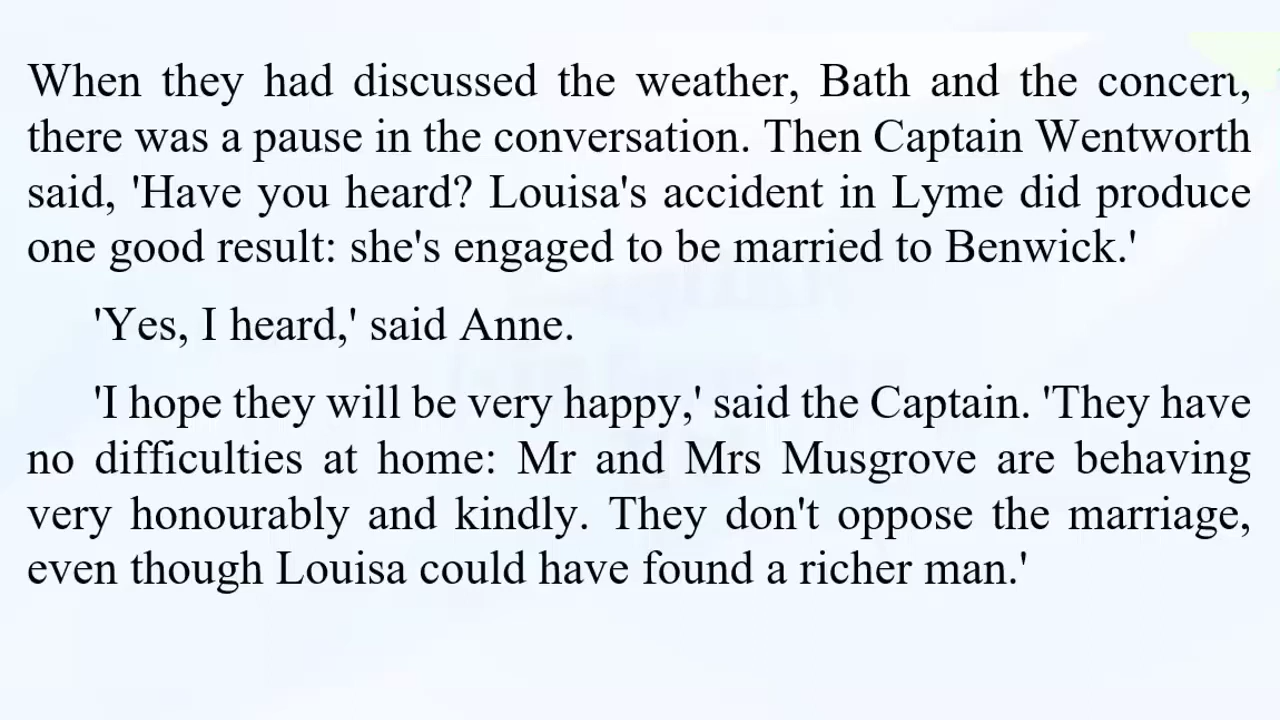 When they had discussed the weather, Bath and the concert,
there was a pause in the conversation. Then Captain Wentworth
said, 'Have you heard? Louisa's accident in Lyme did produce
one good result: she's engaged to be married to Benwick.'
'Yes, I heard,' said Anne.
'I hope they will be very happy,' said the Captain. 'They have
no difficulties at home: Mr and Mrs Musgrove are behaving
very honourably and kindly. They don't oppose the marriage,
even though Louisa could have found a richer man.'